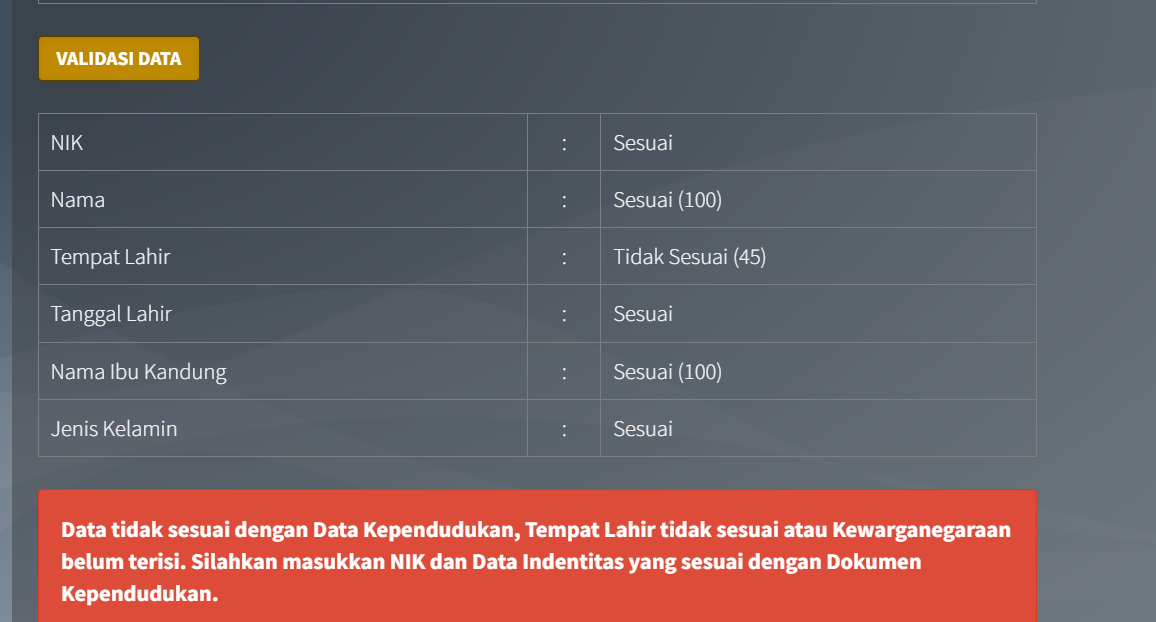 VALIDASI DATA
NIK : Sesuai
Nama : Sesuai (100)
Tempat Lahir : Tidak Sesuai (45)
Tanggal Lahir : Sesuai
Nama Ibu Kandung : Sesuai (100)
Jenis Kelamin : Sesuai
Data tidak sesuai dengan Data Kependudukan, Tempat Lahir tidak sesuai atau Kewarganegaraan
belum terisi. Silahkan masukkan NIK dan Data Indentitas yang sesuai dengan Dokumen
Kependudukan.